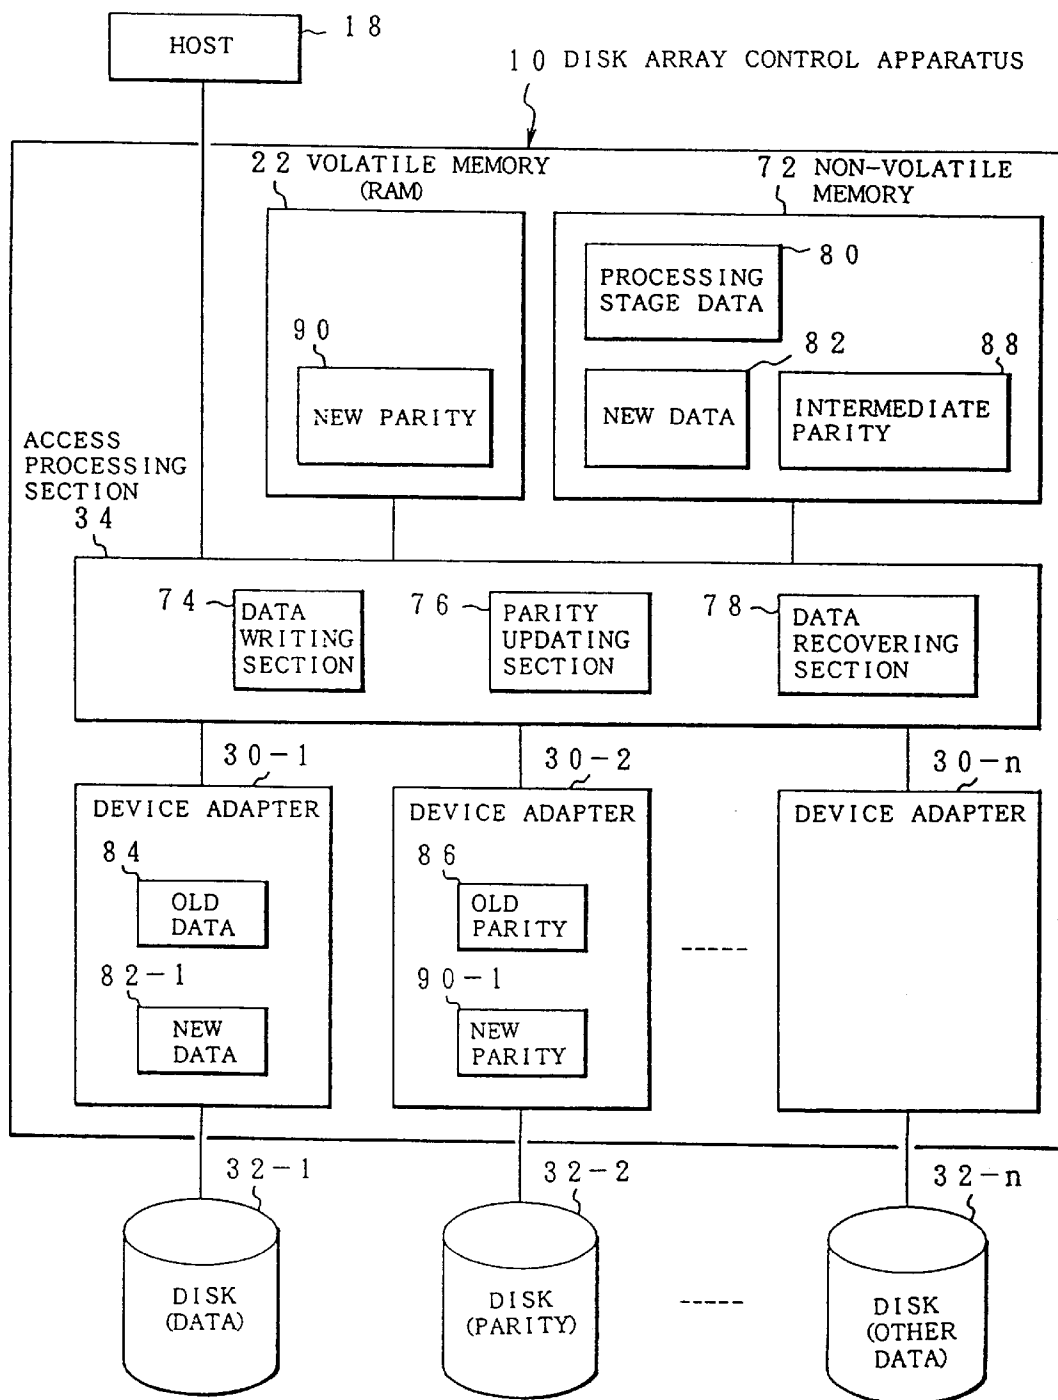 HOST
18
10 DISK ARRAY CONTROL APPARATUS
22 VOLATILE MEMORY
(RAM)
72 NON-VOLATILE
MEMORY
80
PROCESSING
STAGE DATA
90
NEW PARITY
82
NEW DATA
88
INTERMEDIATE
PARITY
ACCESS
PROCESSING
SECTION
34
74
DATA
WRITING
SECTION
76
PARITY
UPDATING
SECTION
78
DATA
RECOVERING
SECTION
30-1
DEVICE ADAPTER
84
OLD
DATA
82-1
NEW
DATA
30-2
DEVICE ADAPTER
86
OLD
PARITY
90-1
NEW
PARITY
30-n
DEVICE ADAPTER
32-1
DISK
(DATA)
32-2
DISK
(PARITY)
32-n
DISK
(OTHER
DATA)